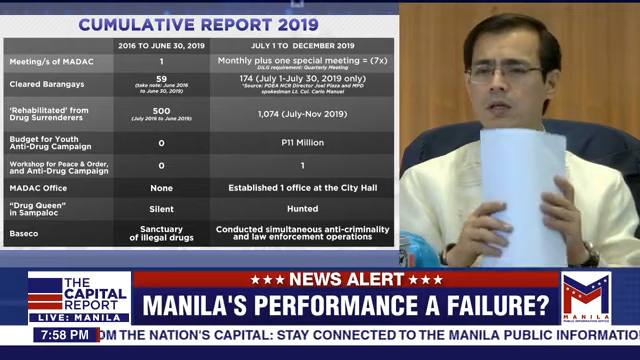 CUMULATIVE REPORT 2019
2016 TO JUNE 30, 2019
JULY 1 TO DECEMBER 2019
Meeting/s of MADAC
1
Monthly plus one special meeting = (7x)
DILG requirement: Quarterly Meeting
Cleared Barangays
59
(take note: June 2016
to June 30, 2019)
174 (July 1-July 30, 2019 only)
*Source: PDEA NCR Director Joel Plaza and MPD
spokedman Lt. Col. Carlo Manuel
'Rehabilitated' from
Drug Surrenderers
500
(July 2016 to June 2019)
1,074 (July-Nov 2019)
Budget for Youth
Anti-Drug Campaign
0
P11 Million
Workshop for Peace & Order,
and Anti-Drug Campaign
0
1
MADAC Office
None
Established 1 office at the City Hall
"Drug Queen"
in Sampaloc
Silent
Hunted
Baseco
Sanctuary
of illegal drugs
Conducted simultaneous anti-criminality
and law enforcement operations
THE
CAPITAL
REPORT
LIVE: MANILA
NEWS ALERT
MANILA'S PERFORMANCE A FAILURE?
MANILA
PUBLIC INFORMATION OFFICE
7:58 PM
OM THE NATION'S CAPITAL: STAY CONNECTED TO THE MANILA PUBLIC INFORMATIO